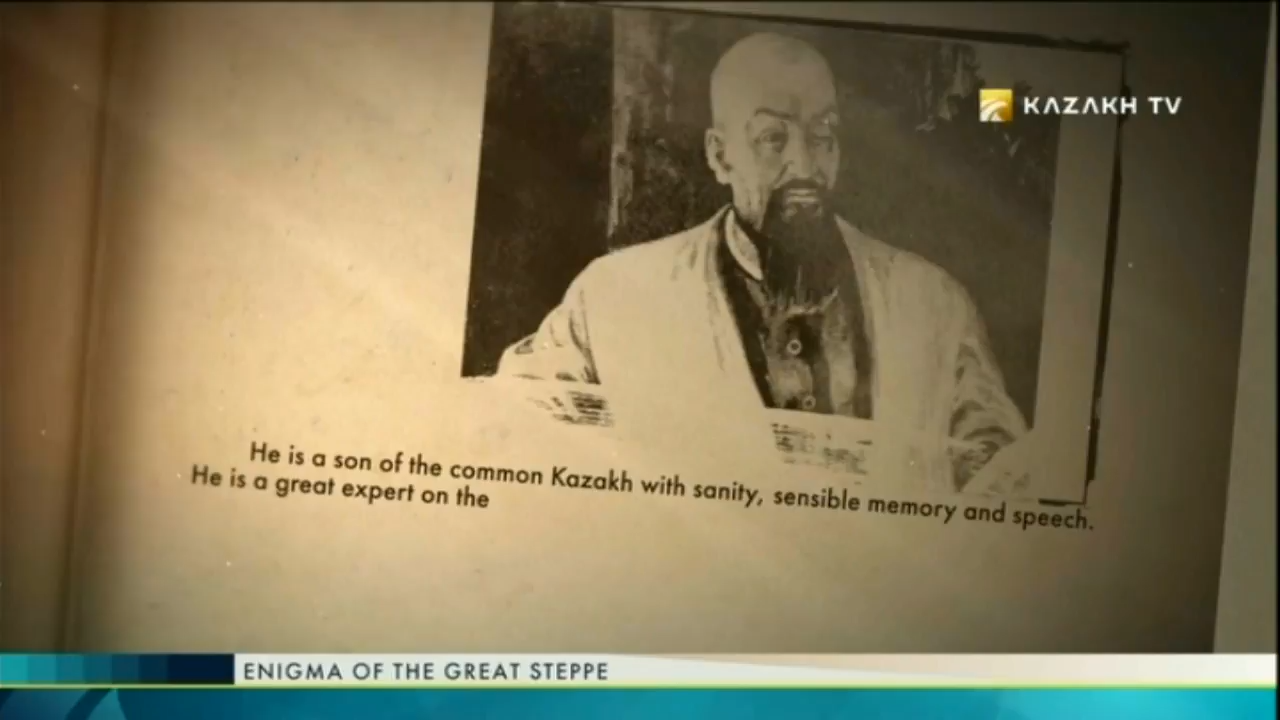 KAZAKH TV
He is a son of the common Kazakh with sanity, sensible memory and speech.
He is a great expert on the
ENIGMA OF THE GREAT STEPPE